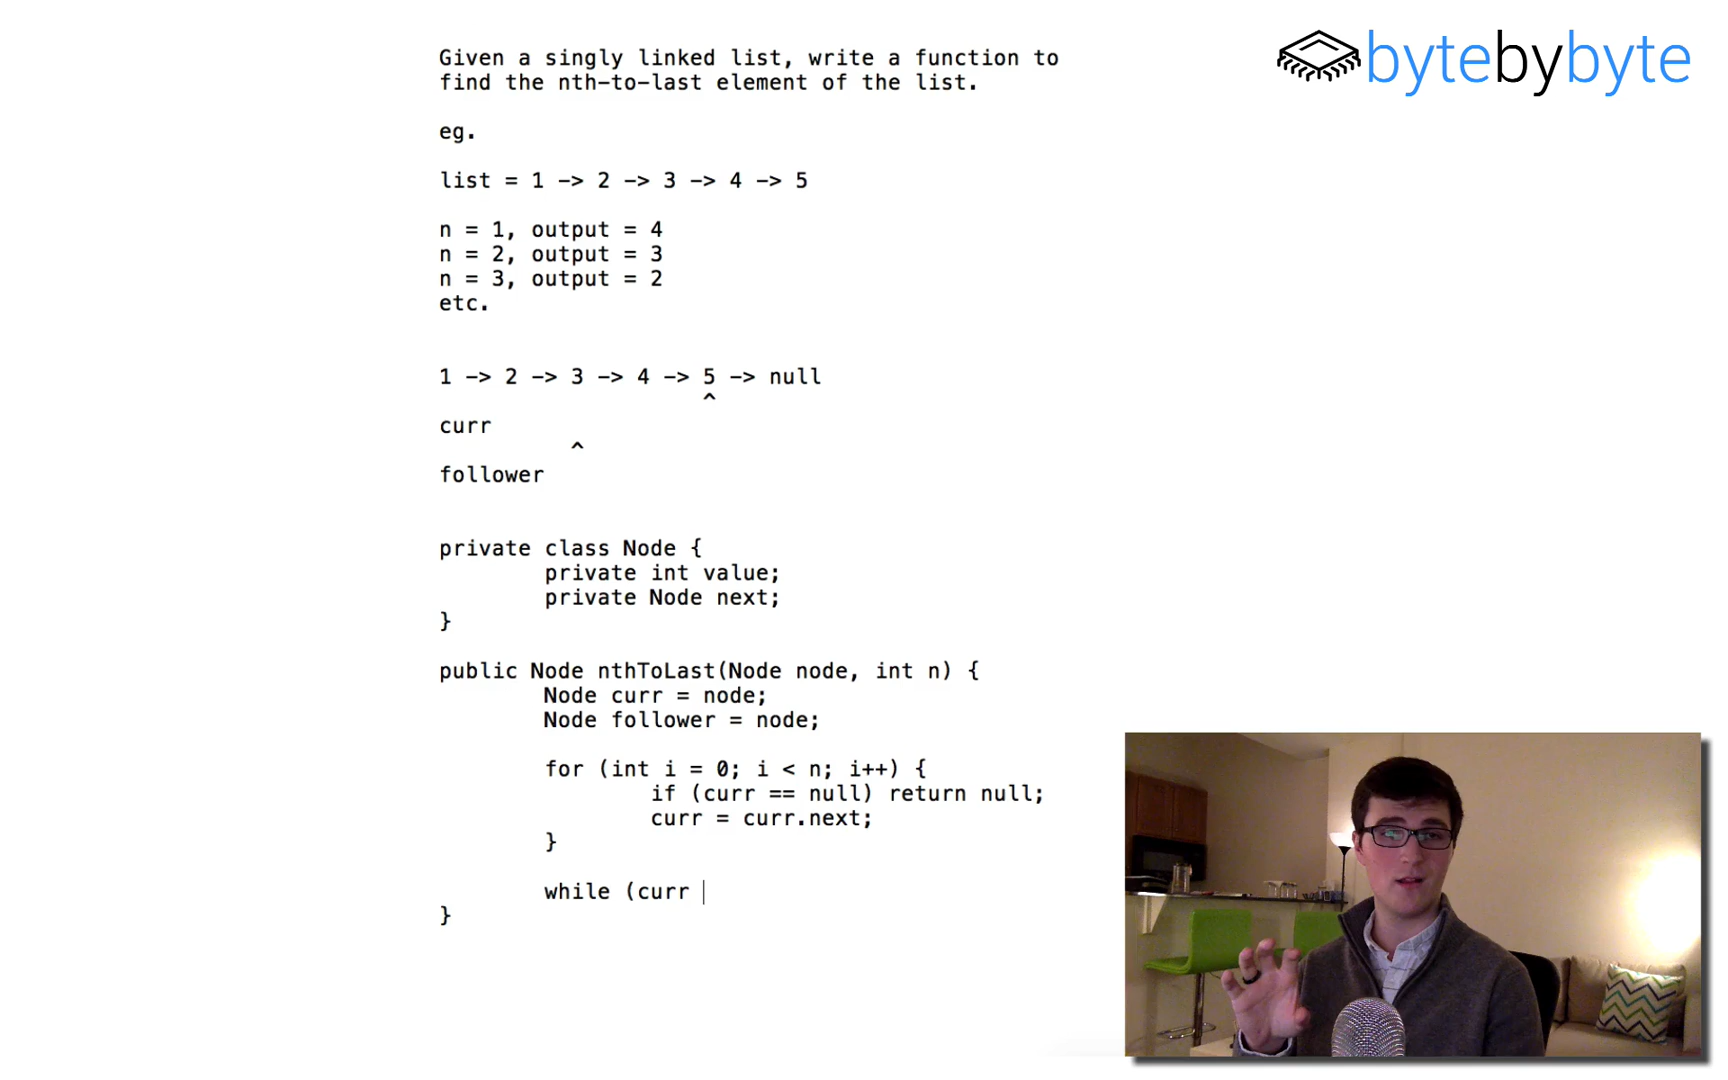 bytebybyte
Given a singly linked list, write a function to
find the nth-to-last element of the list.
eg.
list = 1 -> 2 -> 3 -> 4 -> 5
n = 1, output = 4
n = 2, output = 3
n = 3, output = 2
etc.
1 -> 2 -> 3 -> 4 -> 5 -> null
^
curr
^
follower
private class Node {
private int value;
private Node next;
}
public Node nthToLast(Node node, int n) {
Node curr = node;
Node follower = node;
for (int i = 0; i < n; i++) {
if (curr == null) return null;
curr = curr.next;
}
while (curr
}